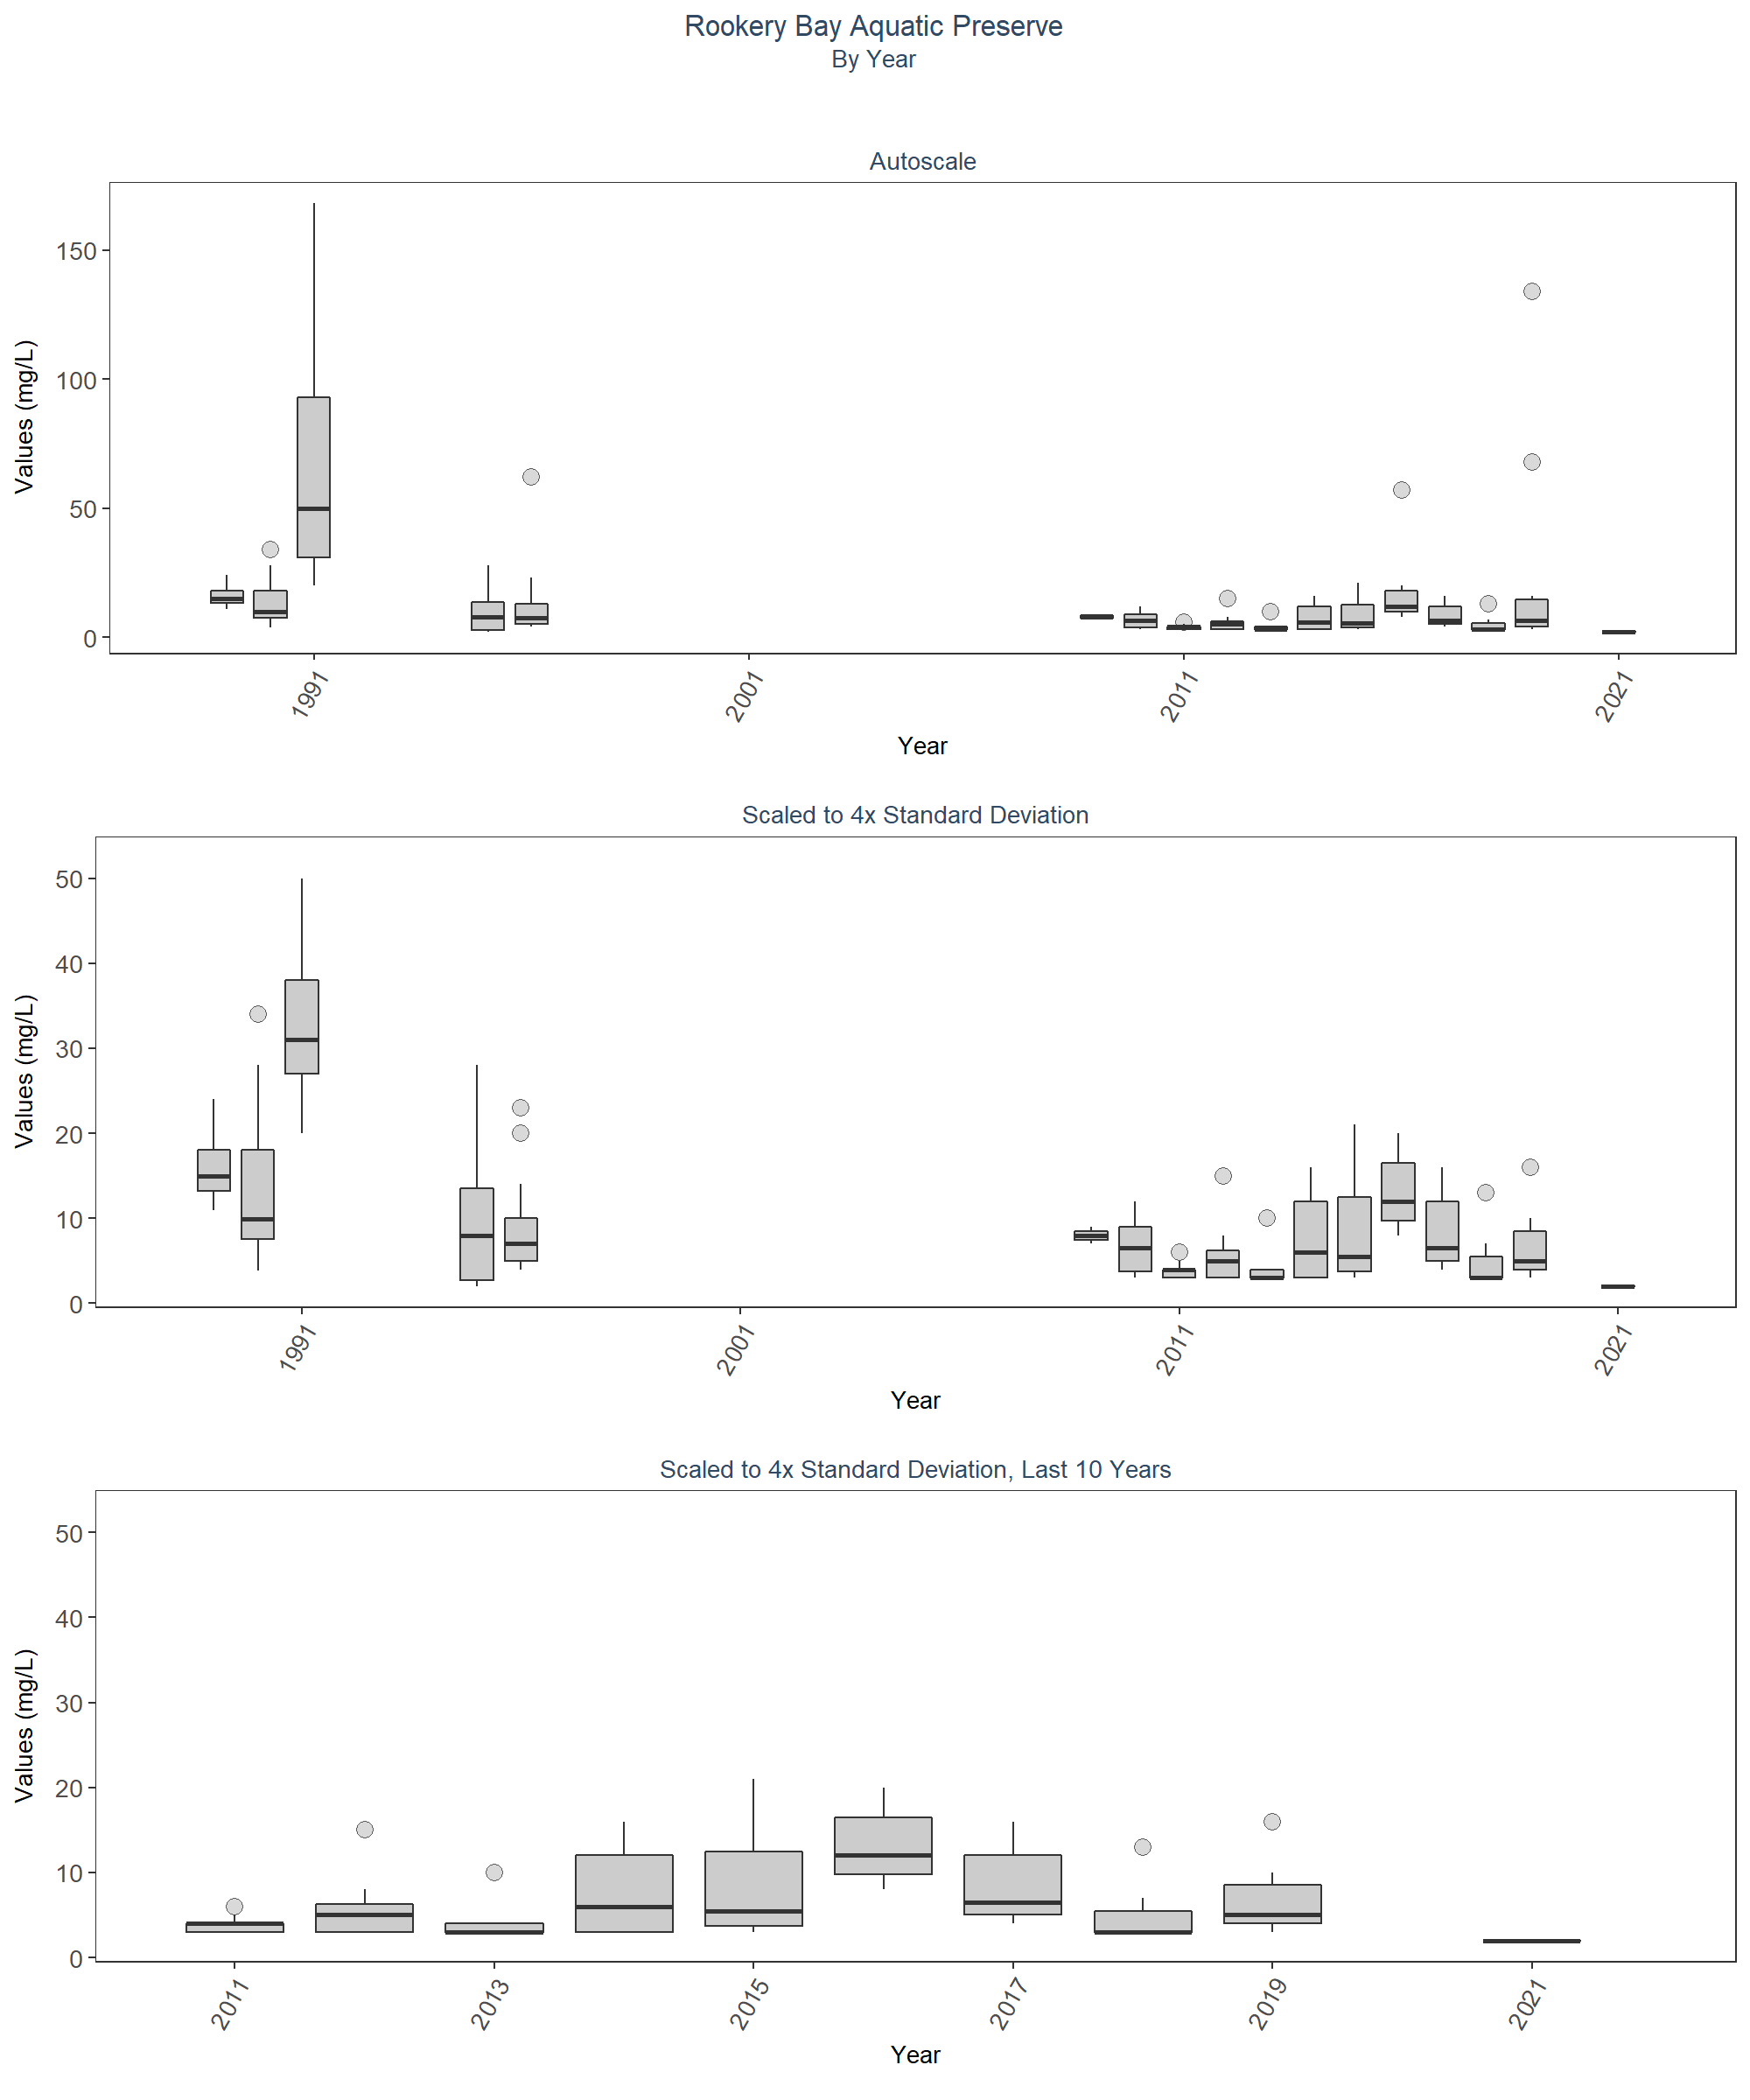 Rookery Bay Aquatic Preserve
By Year
Autoscale
Values (mg/L)
150
100
50
0
1991
2001
2011
2021
Year
Scaled to 4x Standard Deviation
Values (mg/L)
50
40
30
20
10
0
1991
2001
2011
2021
Year
Scaled to 4x Standard Deviation, Last 10 Years
Values (mg/L)
50
40
30
20
10
0
2011
2013
2015
2017
2019
2021
Year